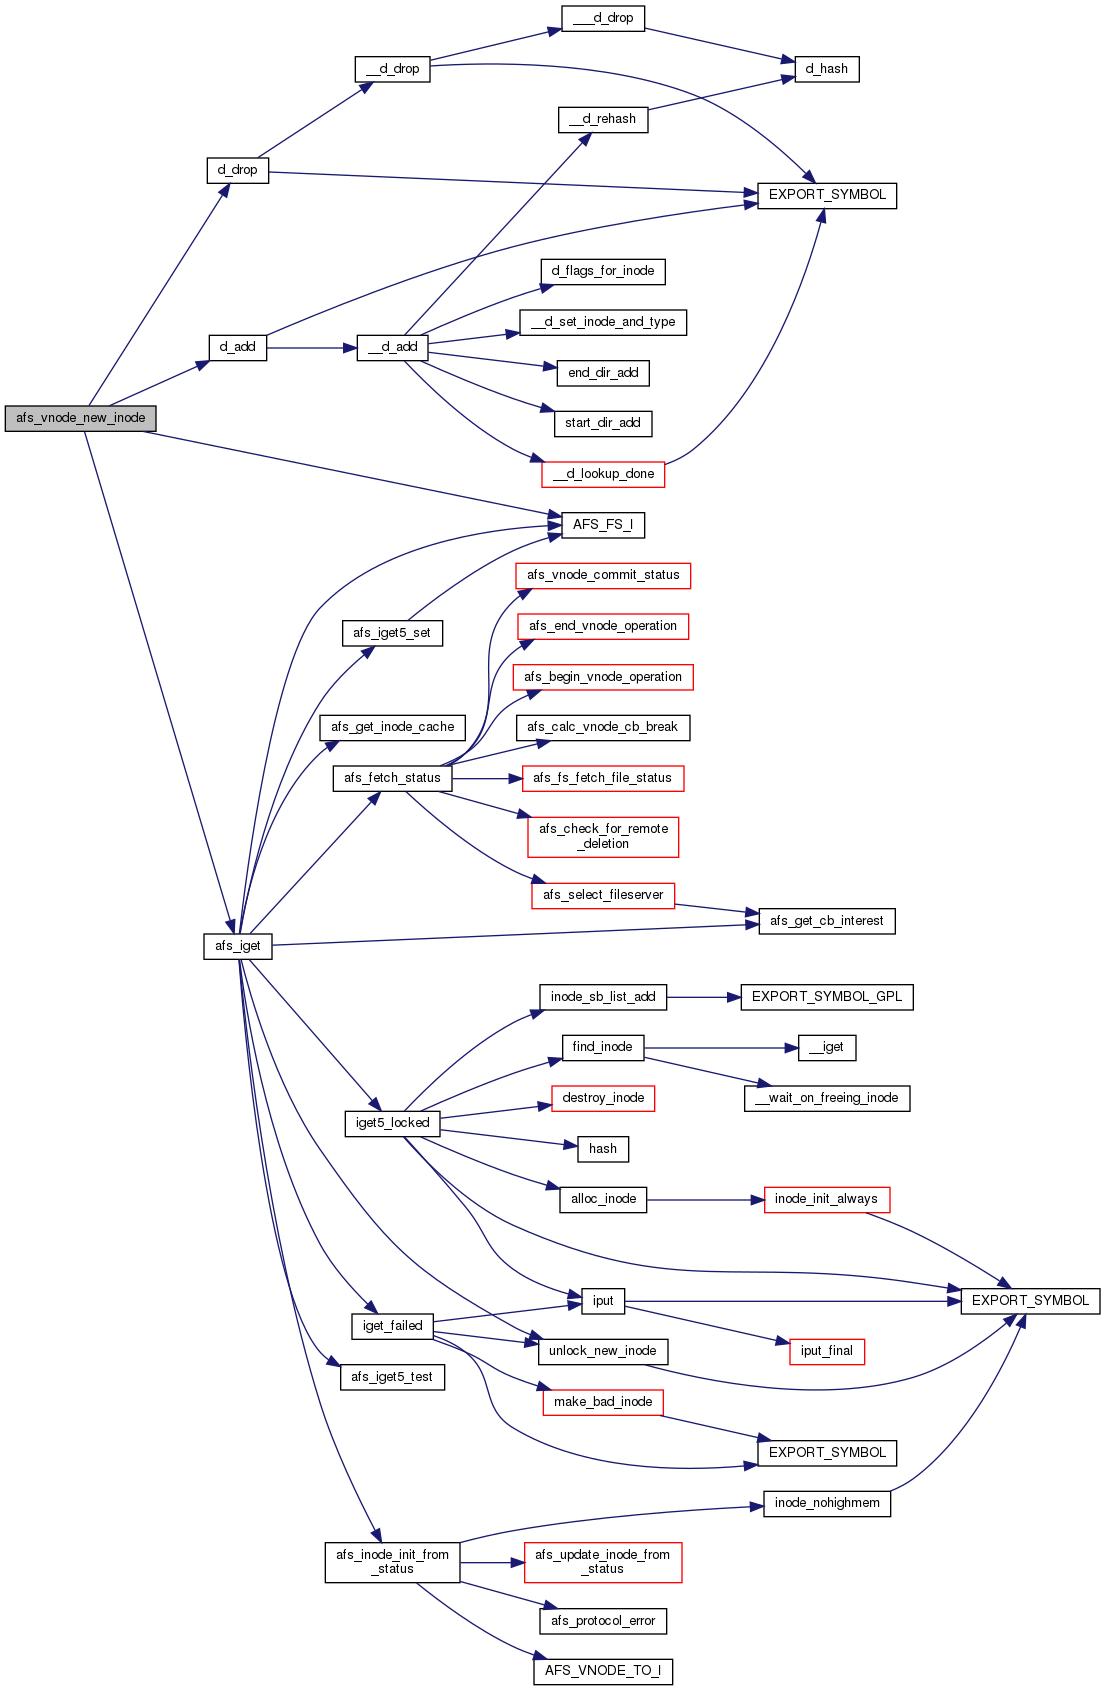 ___d_drop
__d_drop
d_hash
__d_rehash
d_drop
EXPORT_SYMBOL
d_flags_for_inode
__d_set_inode_and_type
d_add
__d_add
end_dir_add
afs_vnode_new_inode
start_dir_add
__d_lookup_done
AFS_FS_I
afs_vnode_commit_status
afs_iget5_set
afs_end_vnode_operation
afs_begin_vnode_operation
afs_get_inode_cache
afs_calc_vnode_cb_break
afs_fetch_status
afs_fs_fetch_file_status
afs_check_for_remote
_deletion
afs_select_fileserver
afs_get_cb_interest
afs_iget
inode_sb_list_add
EXPORT_SYMBOL_GPL
find_inode
__iget
destroy_inode
__wait_on_freeing_inode
iget5_locked
hash
alloc_inode
inode_init_always
iput
EXPORT_SYMBOL
iget_failed
unlock_new_inode
iput_final
afs_iget5_test
make_bad_inode
EXPORT_SYMBOL
inode_nohighmem
afs_inode_init_from
_status
afs_update_inode_from
_status
afs_protocol_error
AFS_VNODE_TO_I